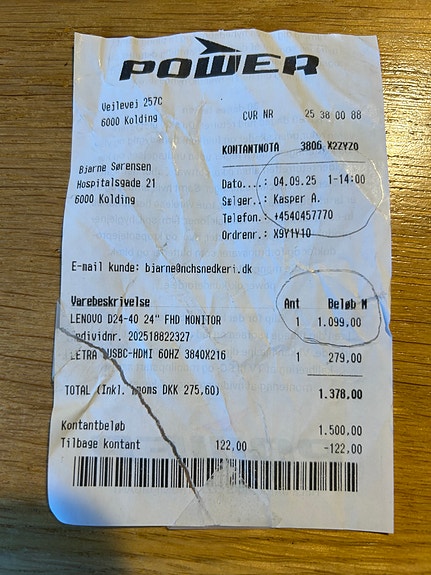 POWER
Vejlevej 257C
6000 Kolding
CVR NR 25 38 00 88
KONTANTNOTA 3806 X2ZYZO
Bjarne Sørensen
Hospitalsgade 21
6000 Kolding
Dato....: 04.09.25 1-14:00
Sælger..: Kasper A.
Telefon.: +4540457770
Ordrenr.: X9Y1Y10
E-mail kunde: bjarne@nchsnedkeri.dk
Varebeskrivelse Ant Beløb M
LENOVO D24-40 24" FHD MONITOR 1 1.099,00
individnr. 202518822327
LETRA USBC-HDMI 60HZ 3840X216 1 279,00
TOTAL (Inkl. moms DKK 275,60) 1.378,00
Kontantbeløb 1.500,00
Tilbage kontant 122,00 -122,00